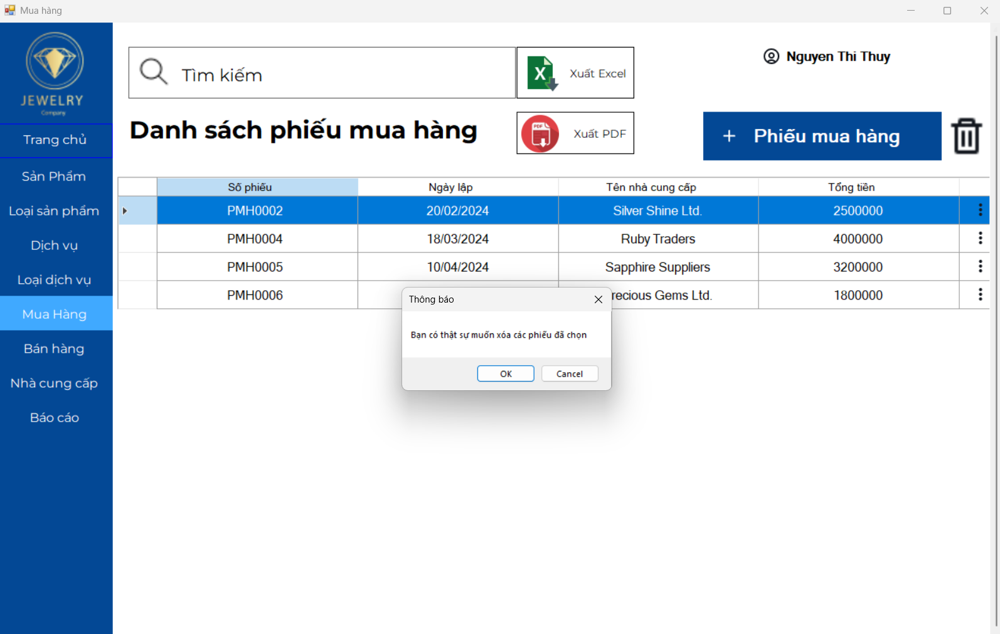 Mua hàng
JEWELRY
Company
Trang chủ
Sản Phẩm
Loại sản phẩm
Dịch vụ
Loại dịch vụ
Mua Hàng
Bán hàng
Nhà cung cấp
Báo cáo
Tìm kiếm
X Xuất Excel
Nguyen Thi Thuy
Danh sách phiếu mua hàng
PDF Xuất PDF
+ Phiếu mua hàng
Số phiếu Ngày lập Tên nhà cung cấp Tổng tiền
PMH0002 20/02/2024 Silver Shine Ltd. 2500000
PMH0004 18/03/2024 Ruby Traders 4000000
PMH0005 10/04/2024 Sapphire Suppliers 3200000
PMH0006 recious Gems Ltd. 1800000
Thông báo
Bạn có thật sự muốn xóa các phiếu đã chọn
OK Cancel